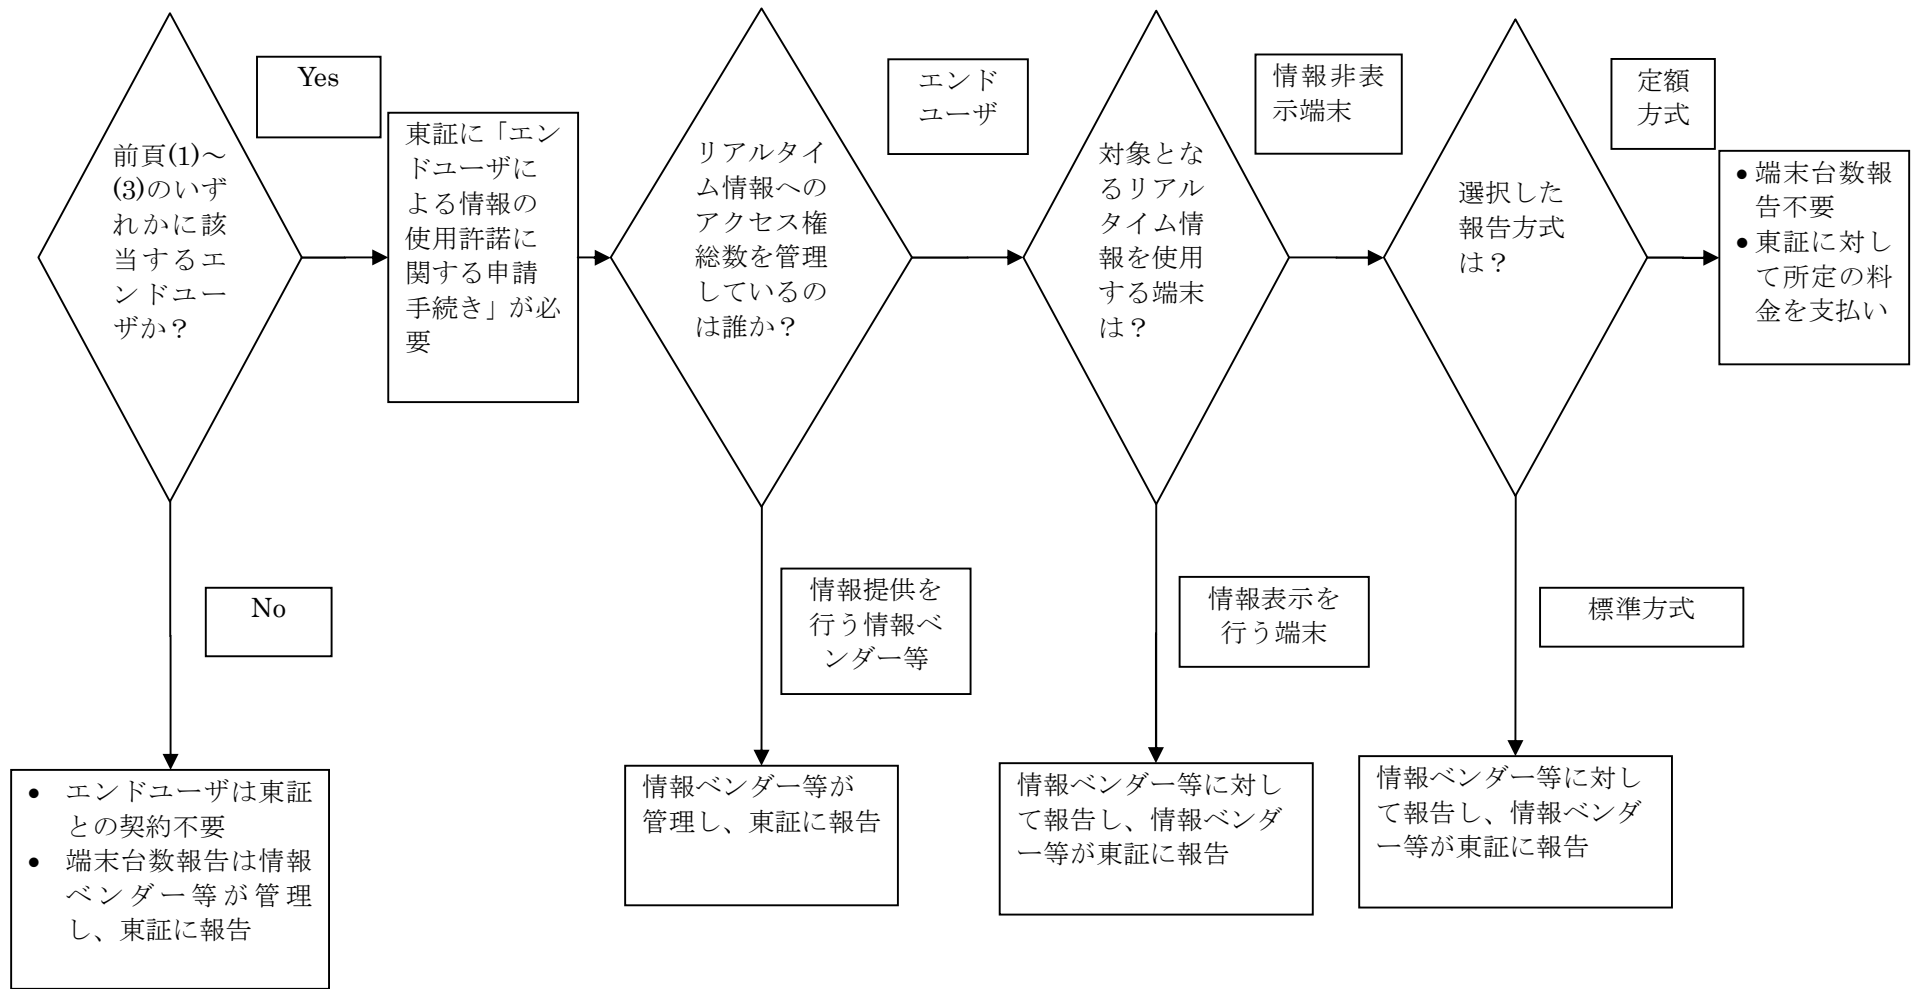 前頁(1)～
(3)のいず
れかに該
当するエ
ンドユー
ザか？
Yes
東証に「エン
ドユーザに
よる情報の
使用許諾に
関する申請
手続き」が必
要
リアルタイ
ム情報への
アクセス権
総数を管理
しているの
は誰か？
エンド
ユーザ
対象とな
るリアル
タイム情
報を使用
する端末
は？
情報非表
示端末
選択した
報告方式
は？
定額
方式
• 端末台数報
告不要
• 東証に対し
て所定の料
金を支払い
No
情報提供を
行う情報ベ
ンダー等
情報表示を
行う端末
標準方式
• エンドユーザは東証
との契約不要
• 端末台数報告は情報
ベンダー等が管理
し、東証に報告
情報ベンダー等が
管理し、東証に報告
情報ベンダー等に対し
て報告し、情報ベンダ
ー等が東証に報告
情報ベンダー等に対し
て報告し、情報ベンダ
ー等が東証に報告